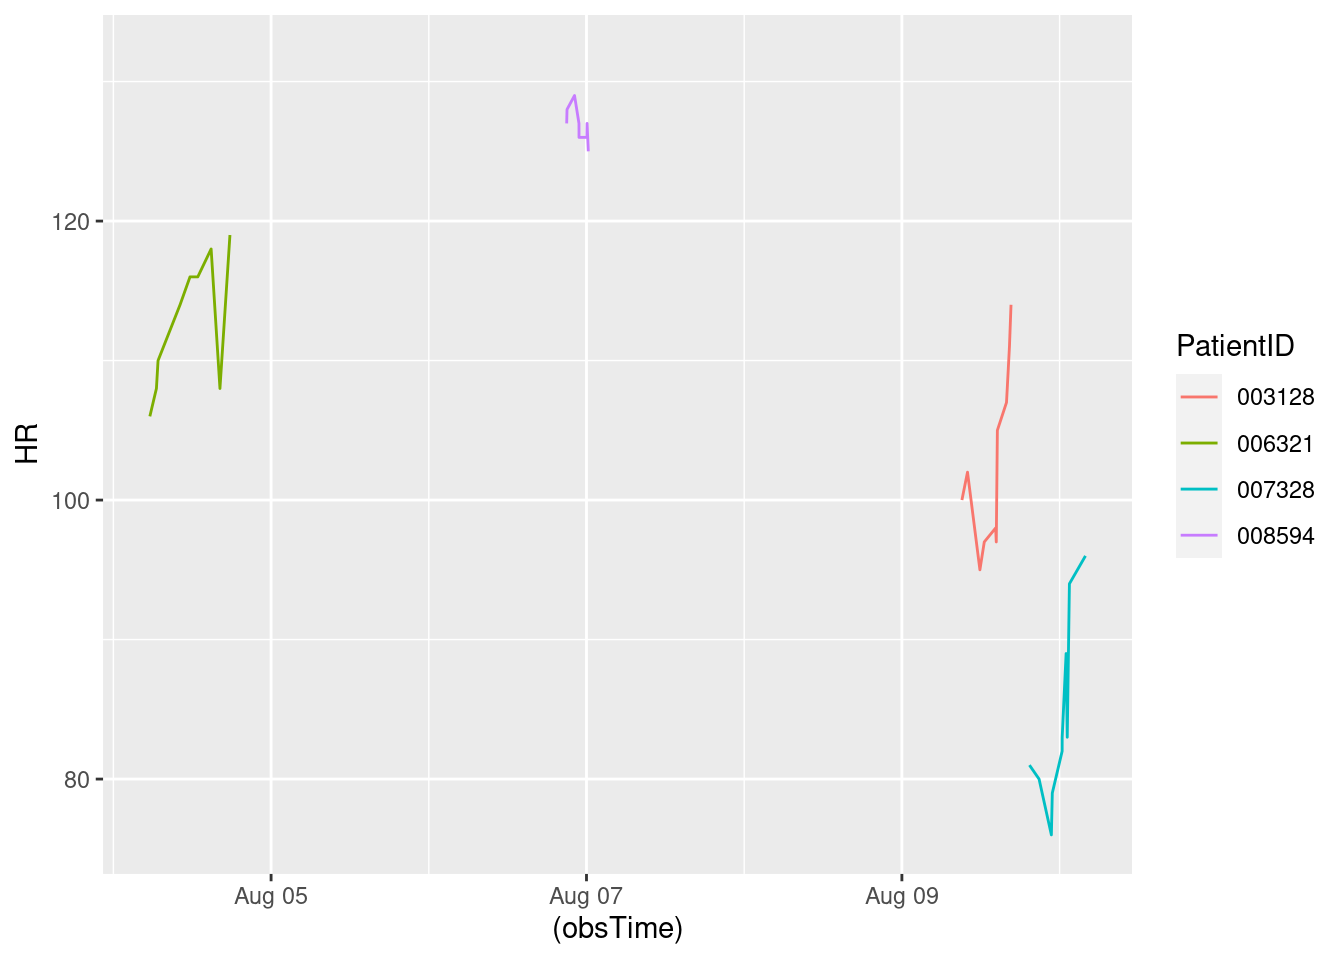 HR
120
100
80
Aug 05
Aug 07
Aug 09
(obsTime)
PatientID
003128
006321
007328
008594